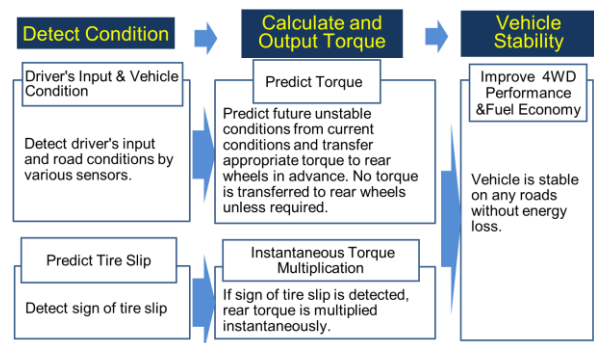 Detect Condition
Calculate and
Output Torque
Vehicle
Stability
Driver's Input & Vehicle
Condition
Detect driver's input
and road conditions by
various sensors.
Predict Torque
Predict future unstable
conditions from current
conditions and transfer
appropriate torque to rear
wheels in advance. No torque
is transferred to rear wheels
unless required.
Improve 4WD
Performance
&Fuel Economy
Vehicle is stable
on any roads
without energy
loss.
Predict Tire Slip
Detect sign of tire slip
Instantaneous Torque
Multiplication
If sign of tire slip is detected,
rear torque is multiplied
instantaneously.